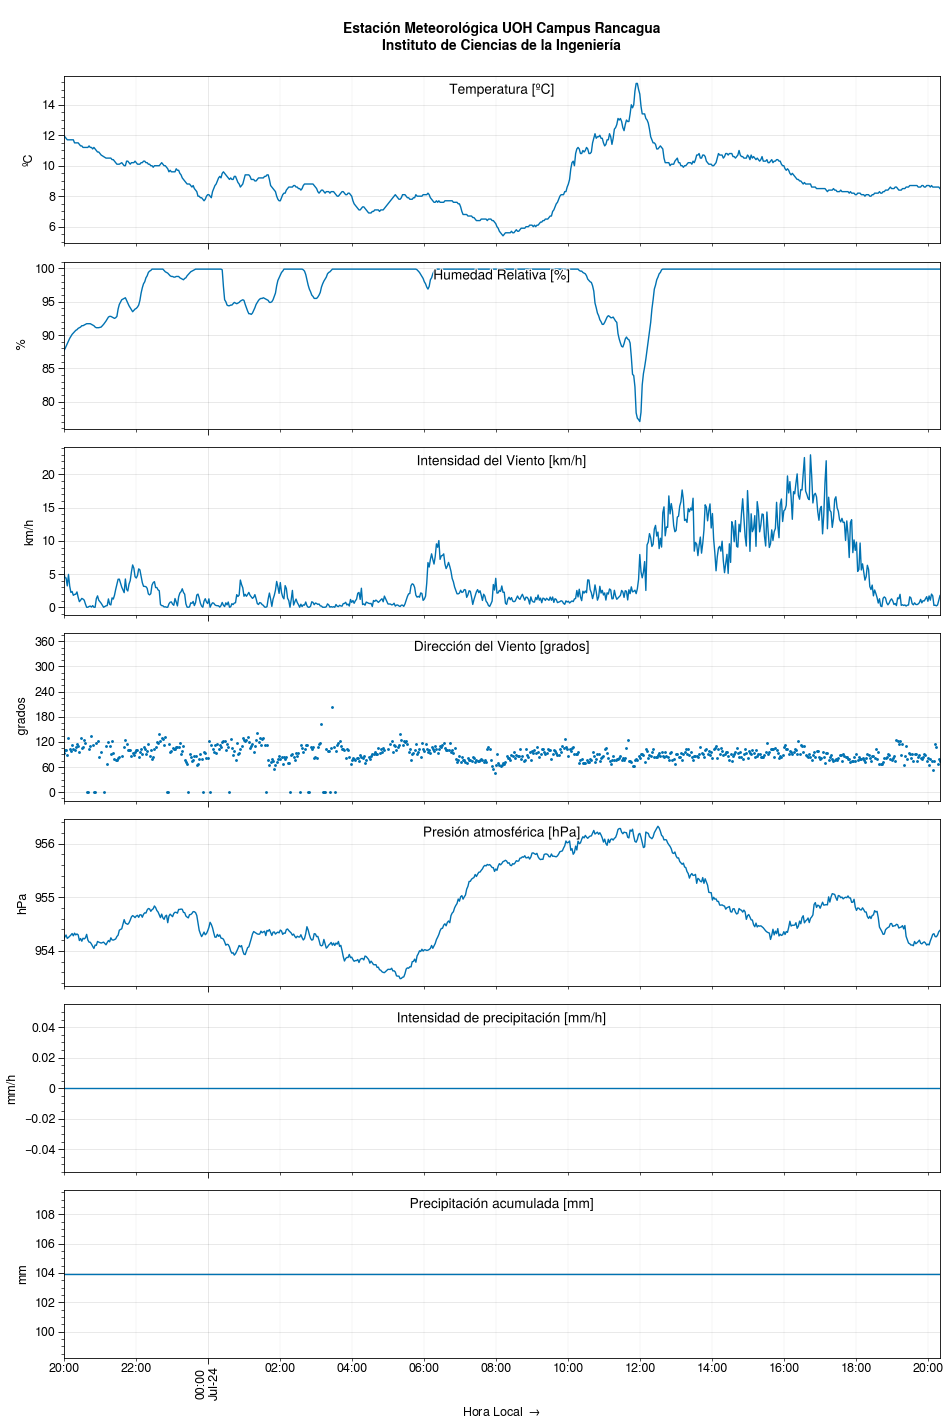 Estación Meteorológica UOH Campus Rancagua
Instituto de Ciencias de la Ingeniería
Temperatura [ºC]
ºC
14
12
10
8
6
Humedad Relativa [%]
%
100
95
90
85
80
Intensidad del Viento [km/h]
km/h
20
15
10
5
0
Dirección del Viento [grados]
grados
360
300
240
180
120
60
0
Presión atmosférica [hPa]
hPa
956
955
954
Intensidad de precipitación [mm/h]
mm/h
0.04
0.02
0
−0.02
−0.04
Precipitación acumulada [mm]
mm
108
106
104
102
100
20:00 22:00 00:00 02:00 04:00 06:00 08:00 10:00 12:00 14:00 16:00 18:00 20:00
Jul-24
Hora Local →